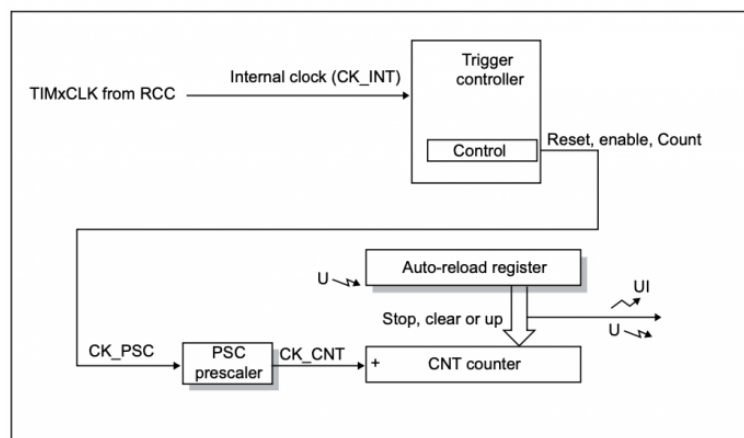 Trigger
controller
Internal clock (CK_INT)
TIMxCLK from RCC
Control
Reset, enable, Count
Auto-reload register
U
UI
Stop, clear or up
U
CK_PSC
PSC
prescaler
CK_CNT
+
CNT counter